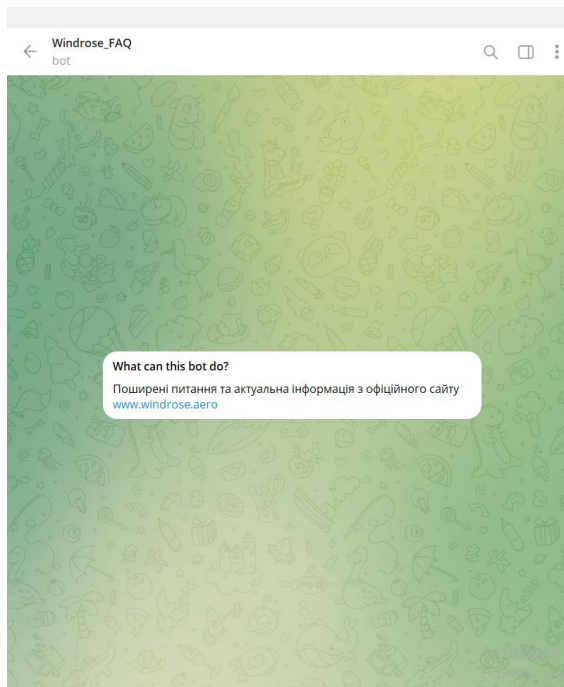 Windrose_FAQ
bot
What can this bot do?
Поширені питання та актуальна інформація з офіційного сайту
www.windrose.aero